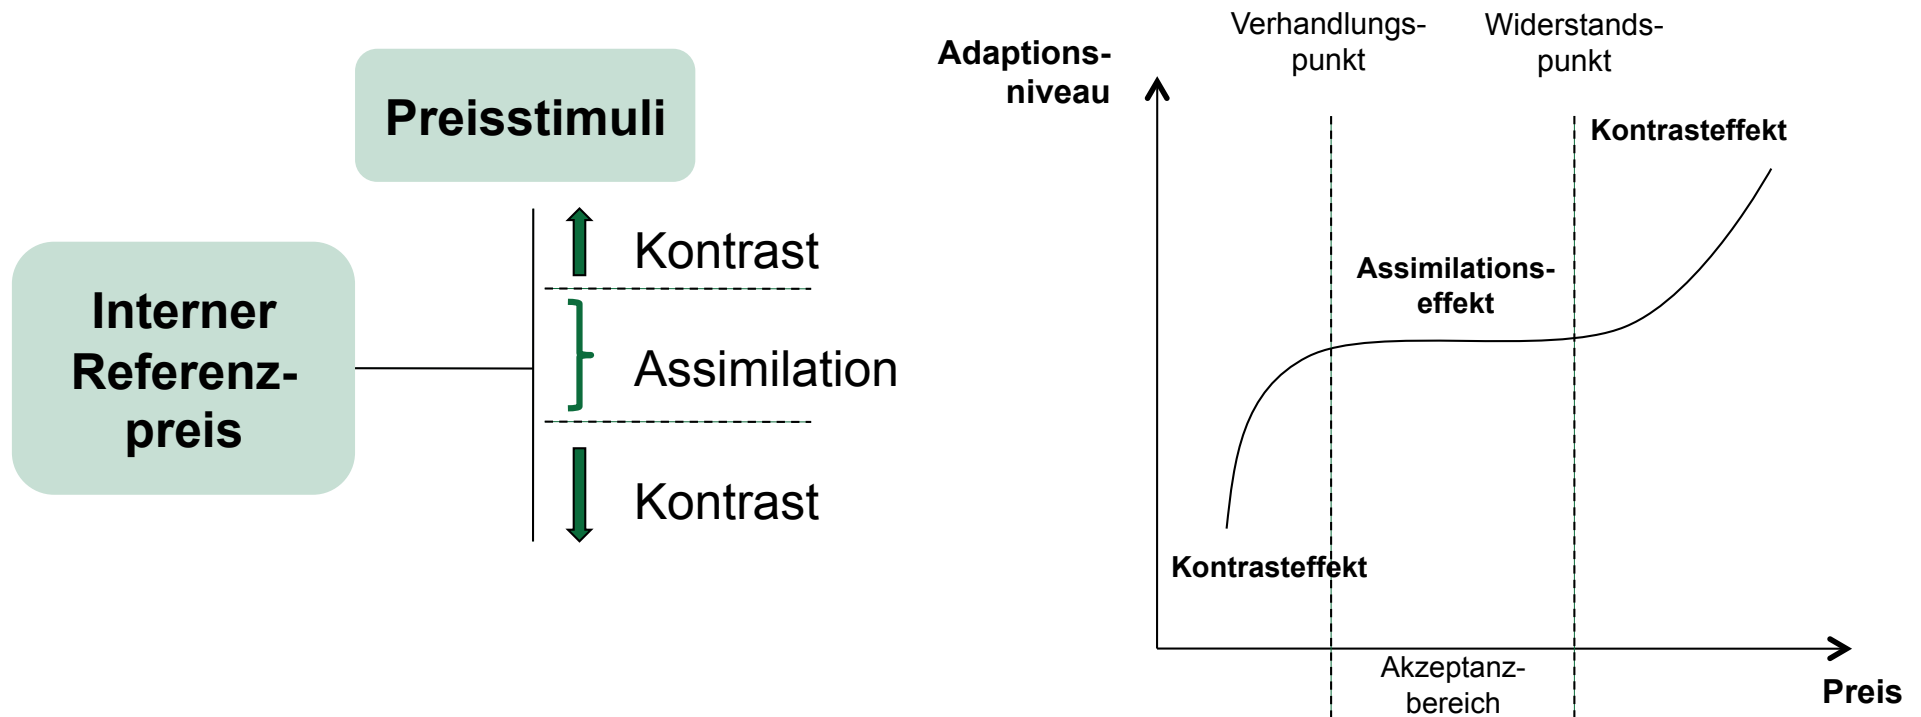 Preisstimuli
Interner
Referenz-
preis
Kontrast
Assimilation
Kontrast
Adaptions-
niveau
Verhandlungs-
punkt
Widerstands-
punkt
Kontrasteffekt
Assimilations-
effekt
Kontrasteffekt
Akzeptanz-
bereich
Preis